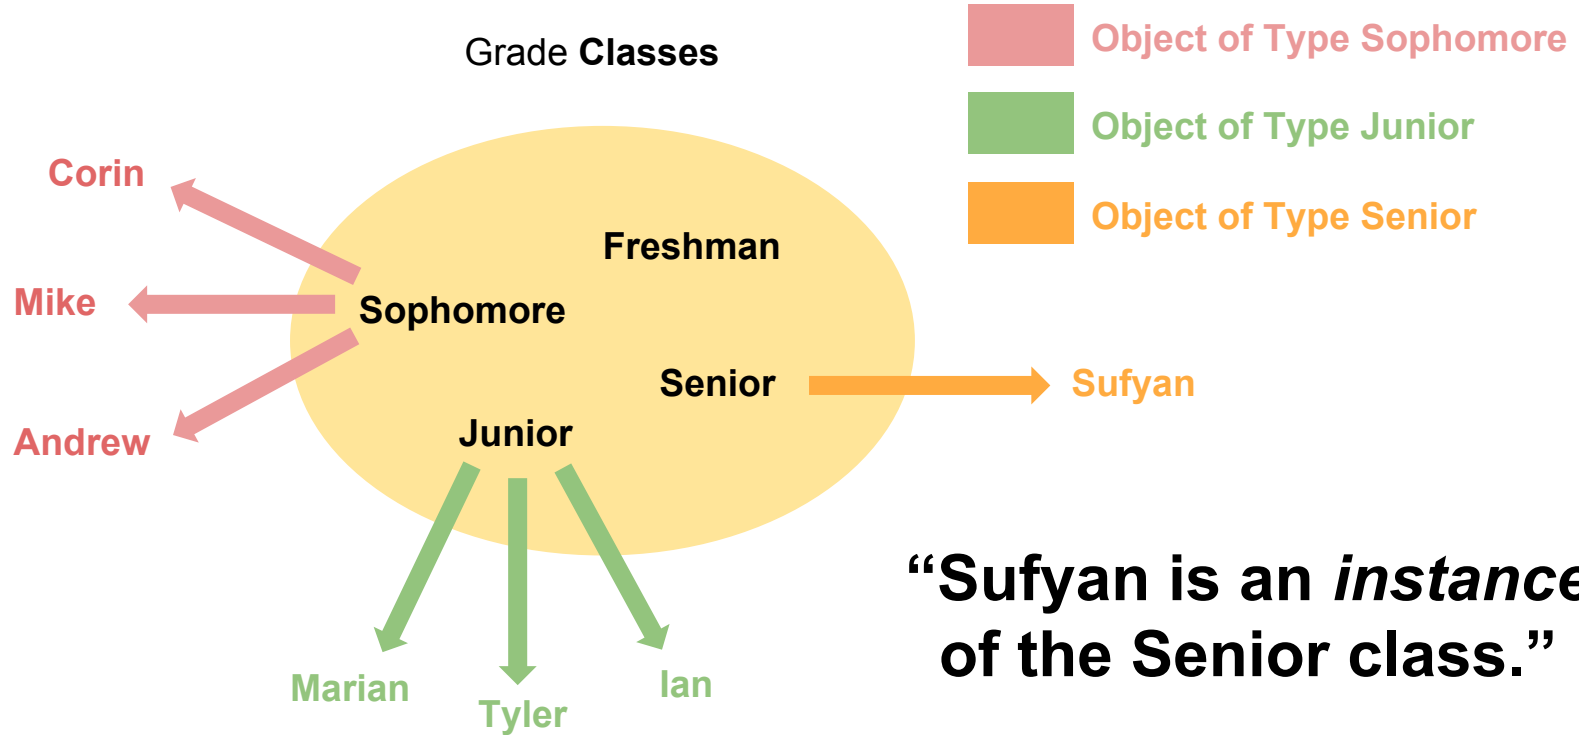 Grade Classes
Object of Type Sophomore
Object of Type Junior
Object of Type Senior
Corin
Mike
Andrew
Freshman
Sophomore
Senior
Junior
Sufyan
Marian
Tyler
Ian
“Sufyan is an instance
of the Senior class.”